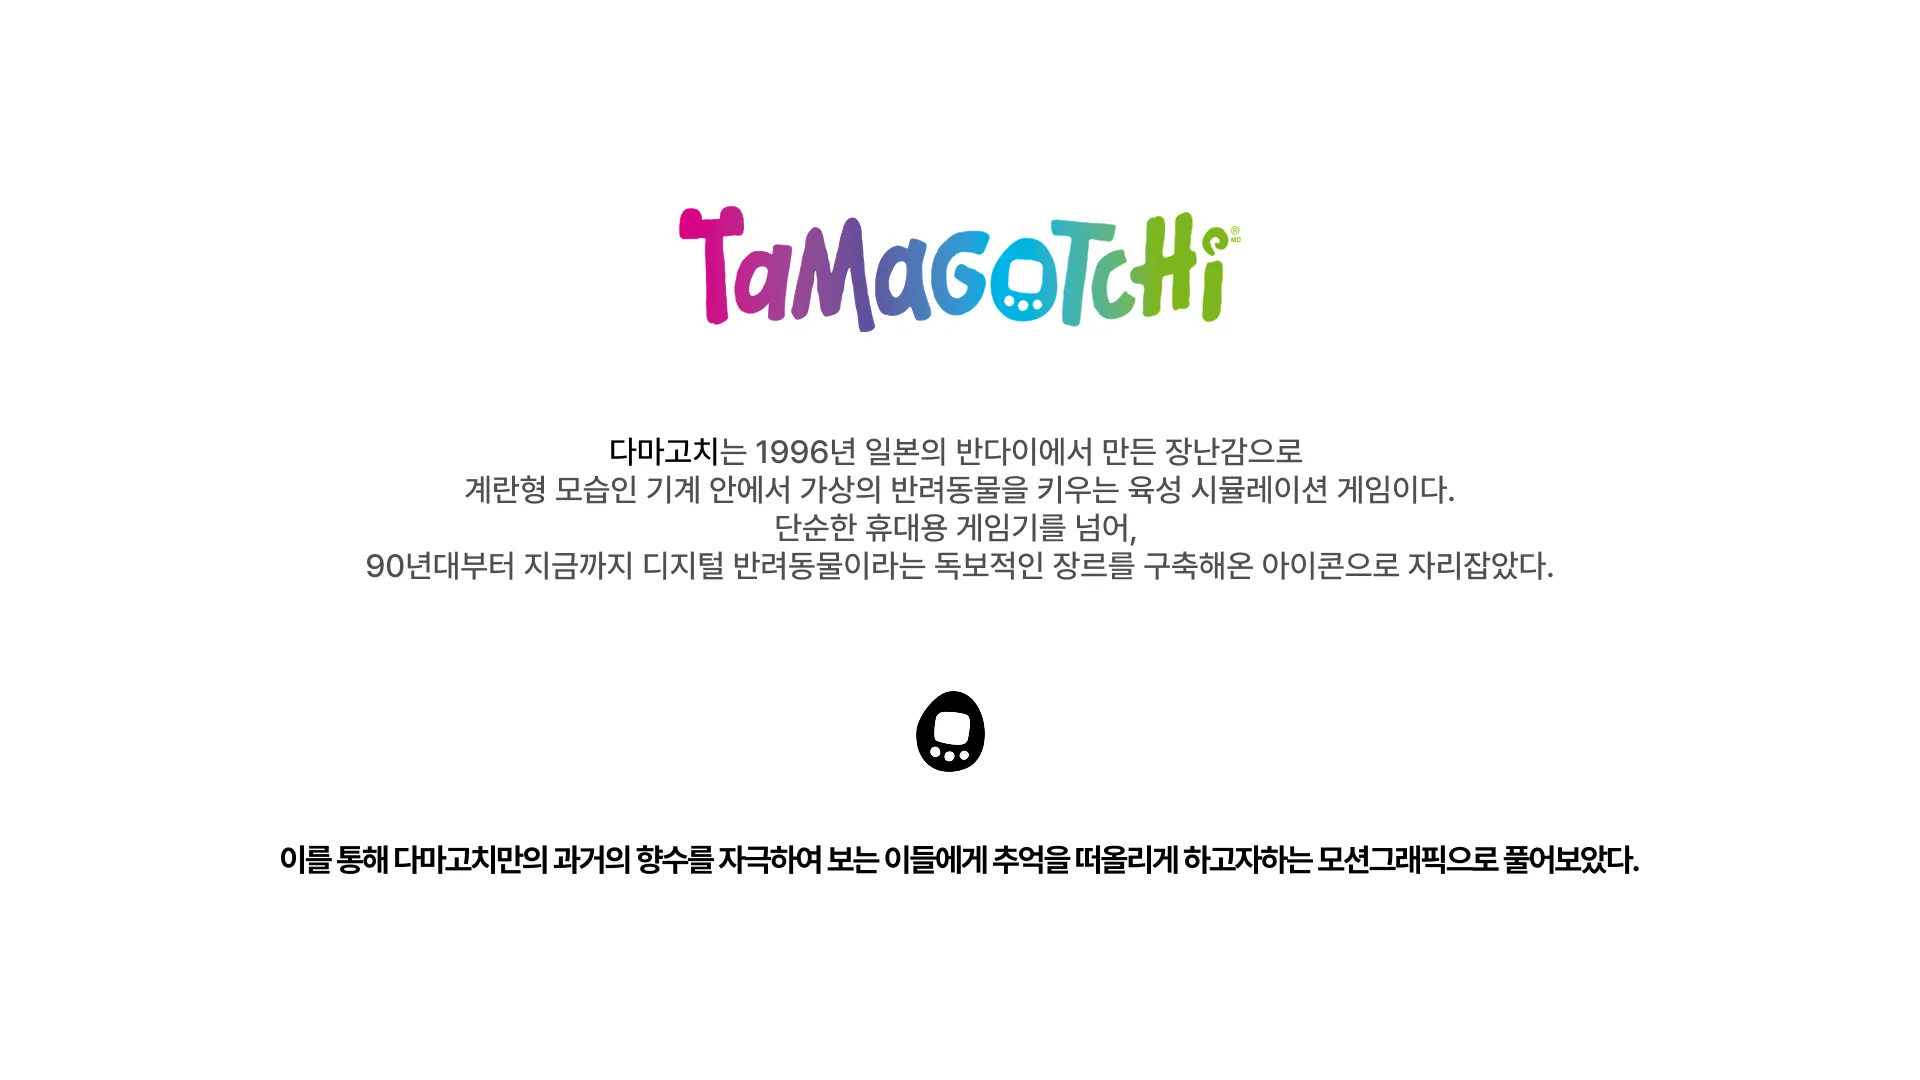 TaMaGOTCHi ® MD
다마고치는 1996년 일본의 반다이에서 만든 장난감으로
계란형 모습인 기계 안에서 가상의 반려동물을 키우는 육성 시뮬레이션 게임이다.
단순한 휴대용 게임기를 넘어,
90년대부터 지금까지 디지털 반려동물이라는 독보적인 장르를 구축해온 아이콘으로 자리잡았다.
이를 통해 다마고치만의 과거의 향수를 자극하여 보는 이들에게 추억을 떠올리게 하고자하는 모션그래픽으로 풀어보았다.